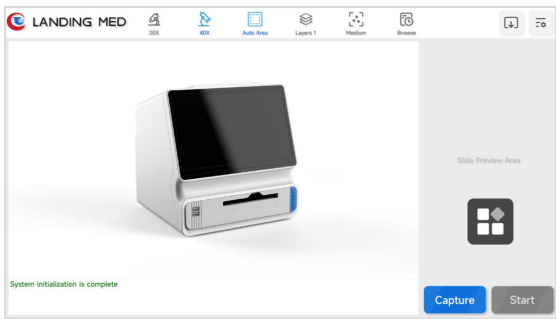 LANDING MED
20X
40X
Auto Area
Layers 1
Medium
Browse
Slide Preview Area
System initialization is complete
Capture
Start